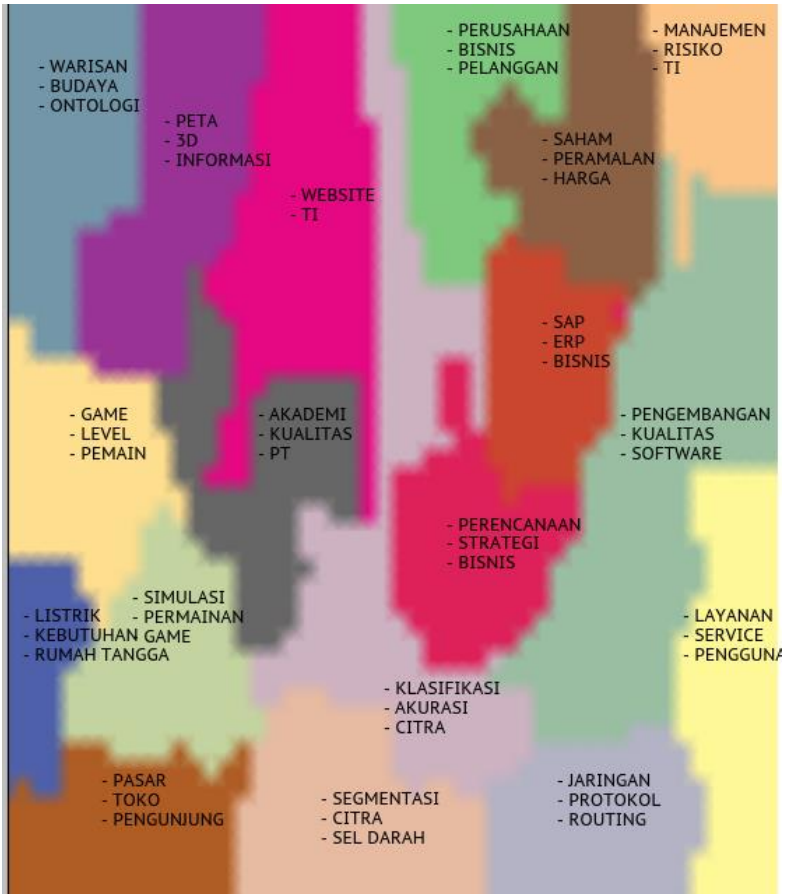 - WARISAN
- BUDAYA
- ONTOLOGI
- PETA
- 3D
- INFORMASI
- WEBSITE
- TI
- PERUSAHAAN
- BISNIS
- PELANGGAN
- MANAJEMEN
- RISIKO
- TI
- SAHAM
- PERAMALAN
- HARGA
- SAP
- ERP
- BISNIS
- GAME
- LEVEL
- PEMAIN
- AKADEMI
- KUALITAS
- PT
- PENGEMBANGAN
- KUALITAS
- SOFTWARE
- PERENCANAAN
- STRATEGI
- BISNIS
- LISTRIK
- KEBUTUHAN
- RUMAH TANGGA
- SIMULASI
- PERMAINAN
GAME
- LAYANAN
- SERVICE
- PENGGUNA
- KLASIFIKASI
- AKURASI
- CITRA
- PASAR
- TOKO
- PENGUNJUNG
- SEGMENTASI
- CITRA
- SEL DARAH
- JARINGAN
- PROTOKOL
- ROUTING